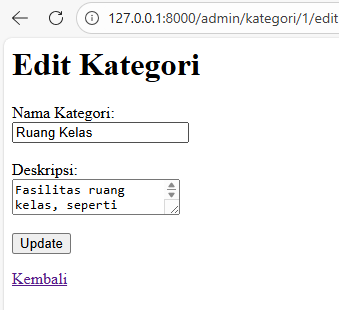 127.0.0.1:8000/admin/kategori/1/edit
Edit Kategori
Nama Kategori:
Ruang Kelas
Deskripsi:
Fasilitas ruang
kelas, seperti
Update
Kembali